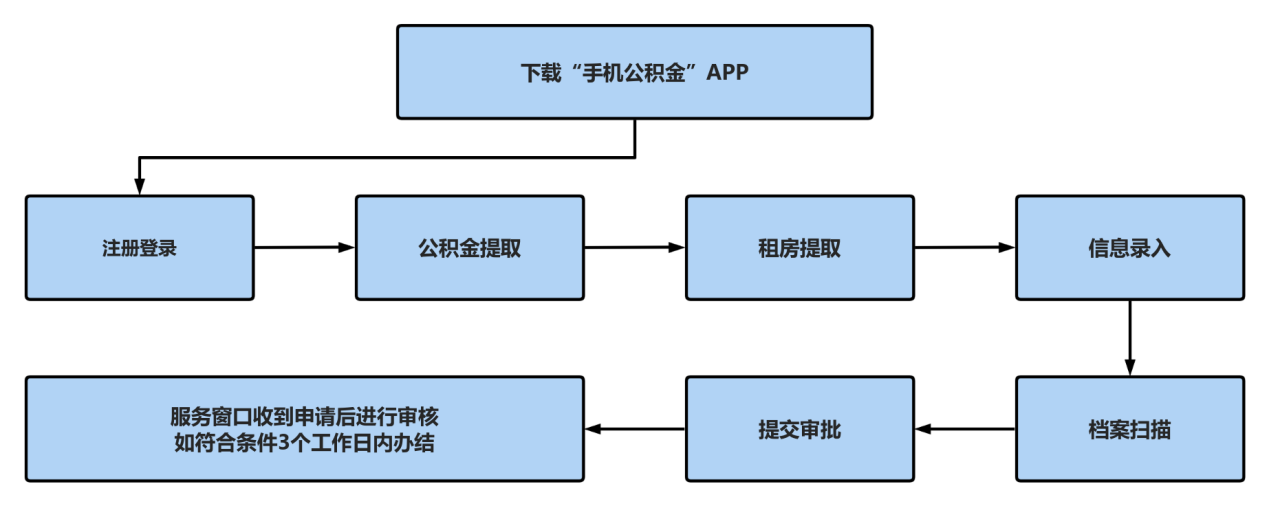 下载“手机公积金”APP
注册登录
公积金提取
租房提取
信息录入
档案扫描
提交审批
服务窗口收到申请后进行审核
如符合条件3个工作日内办结